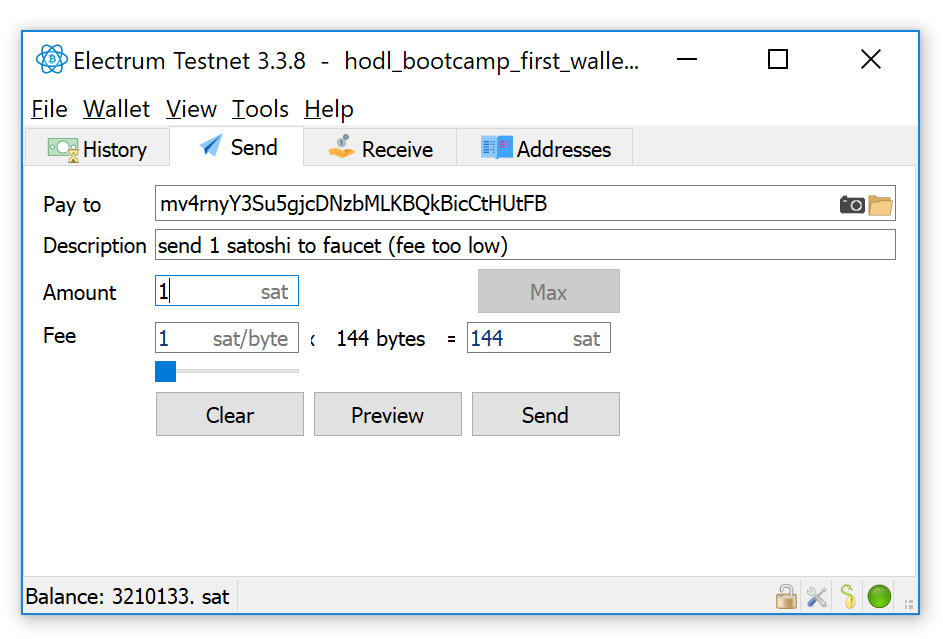 Electrum Testnet 3.3.8 - hodl_bootcamp_first_walle...
File Wallet View Tools Help
History Send Receive Addresses
Pay to mv4rnyY3Su5gjcDNzbMLKBQkBicCtHUtFB
Description send 1 satoshi to faucet (fee too low)
Amount 1 sat Max
Fee 1 sat/byte x 144 bytes = 144 sat
Clear Preview Send
Balance: 3210133. sat